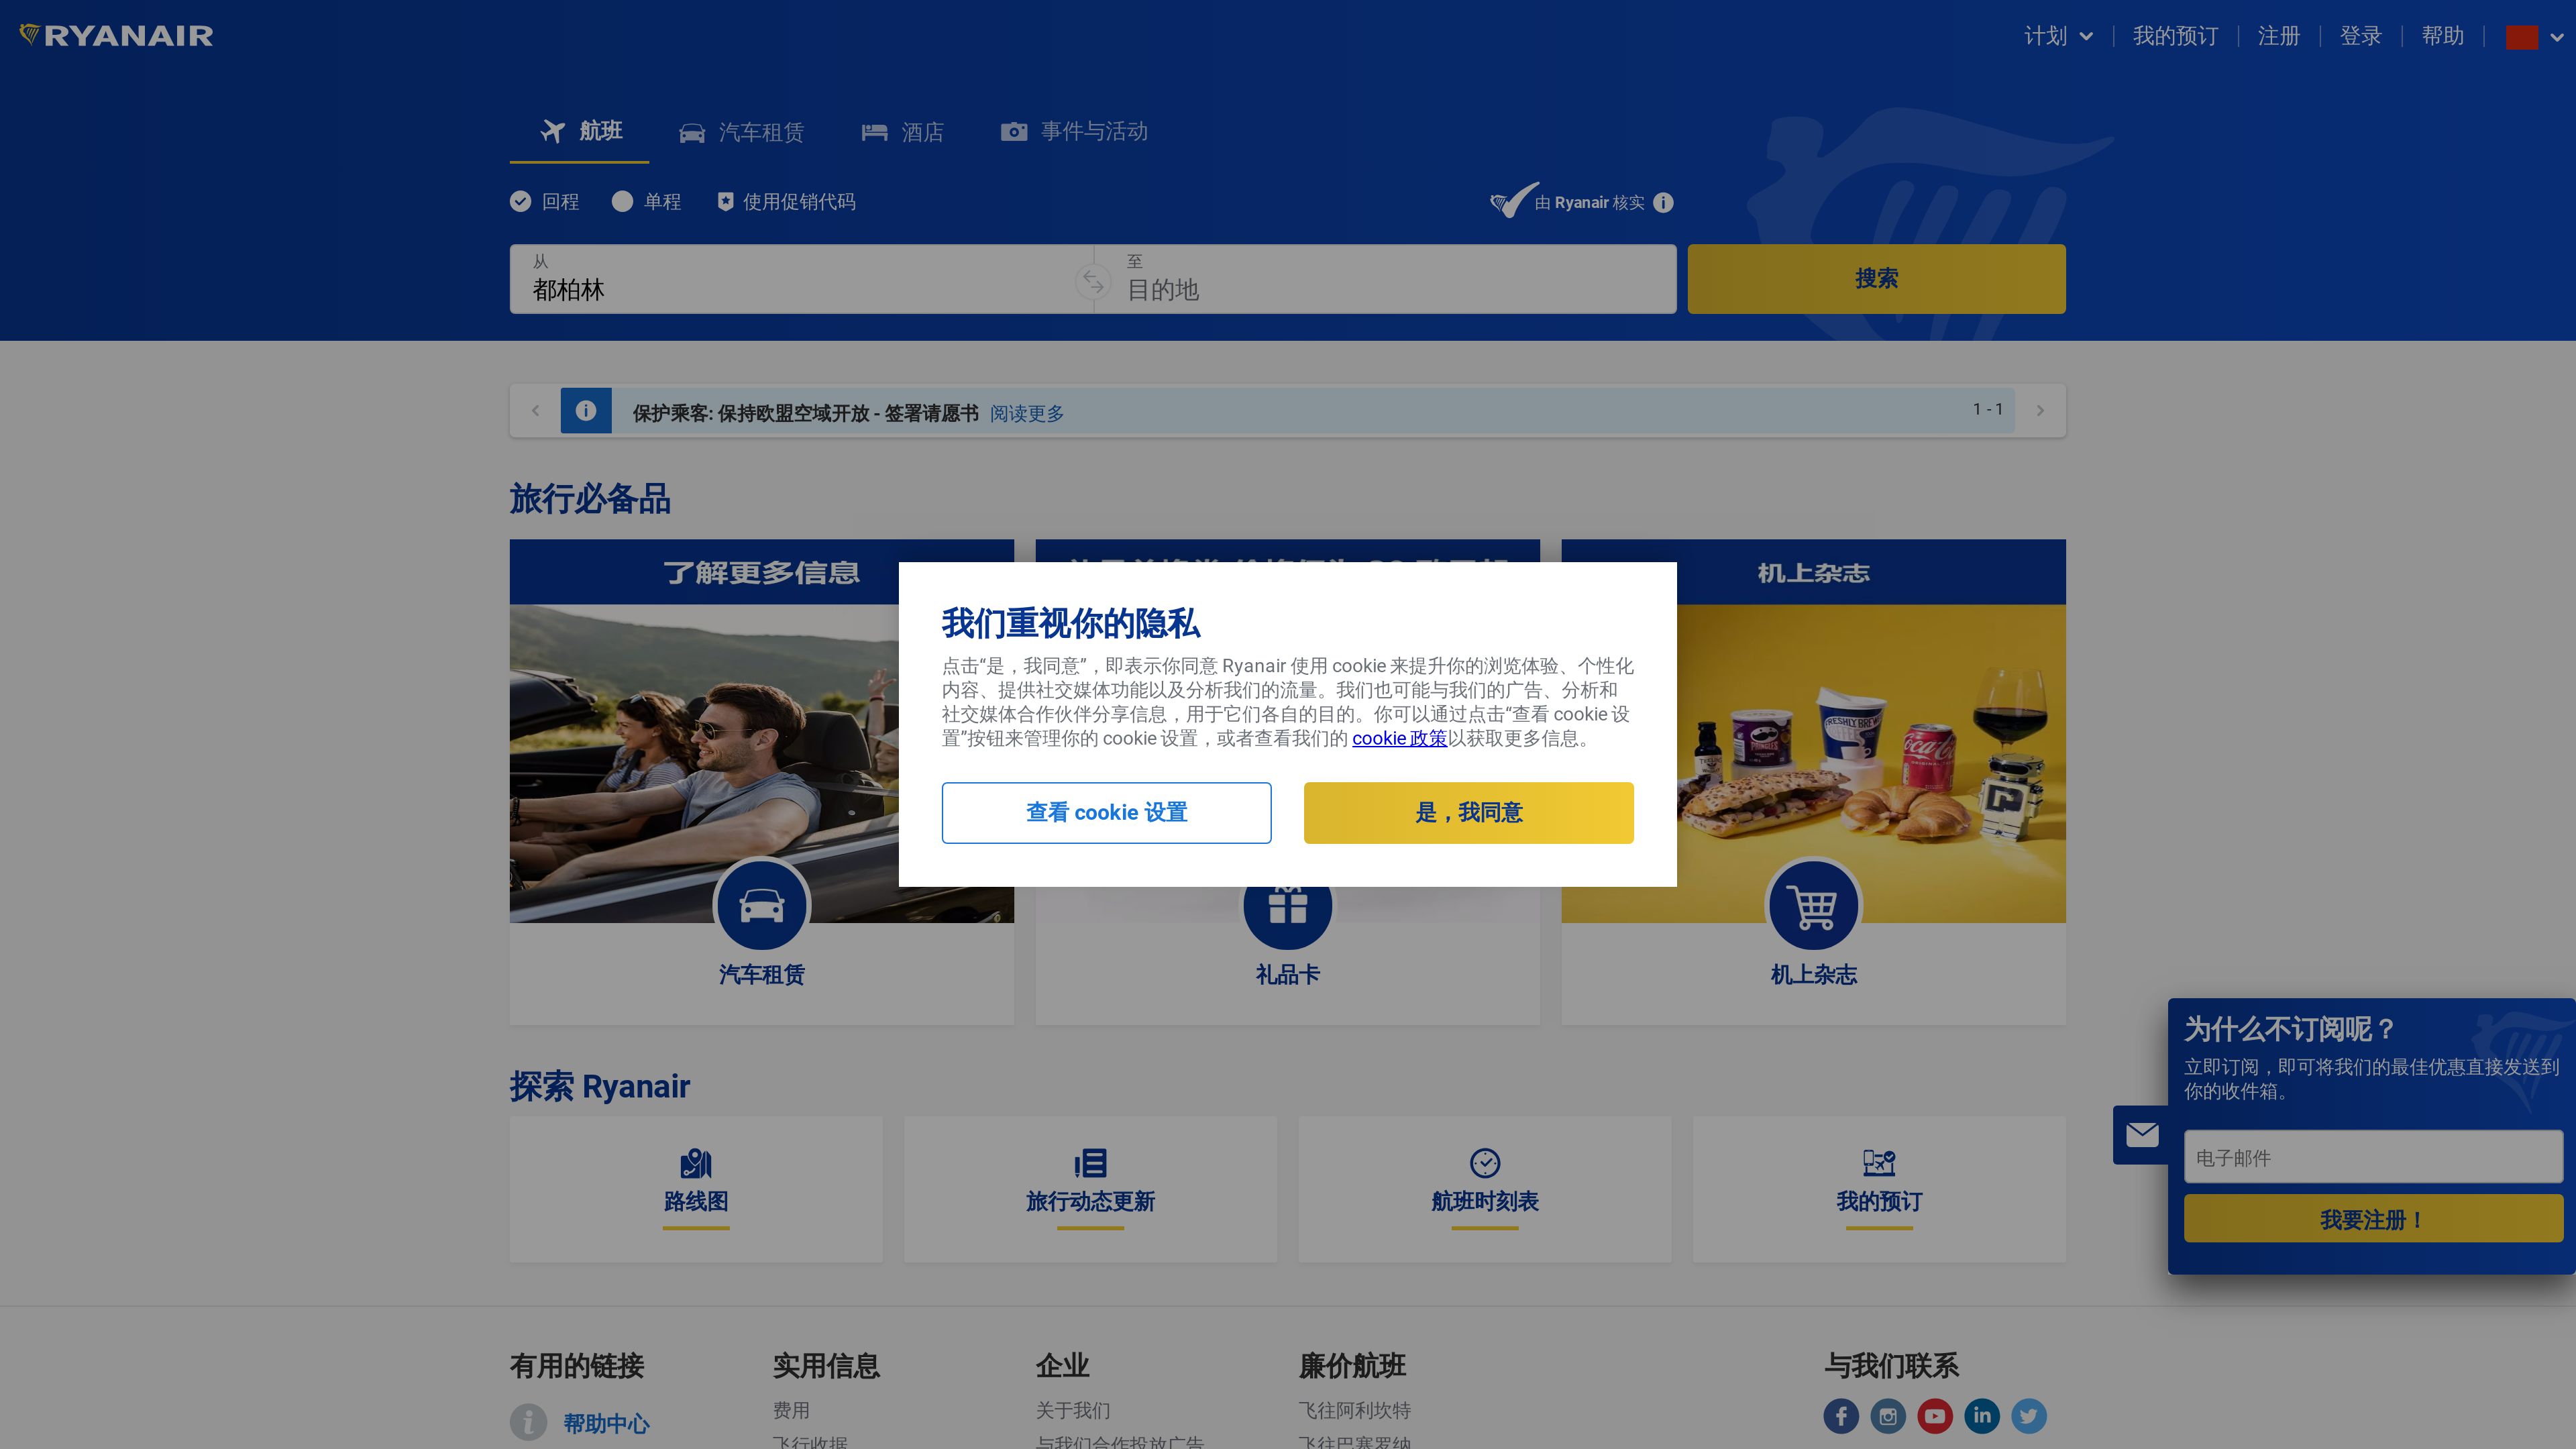 RYANAIR
计划
我的预订
注册
登录
帮助
航班
汽车租赁
酒店
事件与活动
回程
单程
使用促销代码
由 Ryanair 核实
从
都柏林
至
目的地
搜索
保护乘客: 保持欧盟空域开放 - 签署请愿书 阅读更多
1 - 1
旅行必备品
了解更多信息
机上杂志
我们重视你的隐私
点击“是，我同意”，即表示你同意 Ryanair 使用 cookie 来提升你的浏览体验、个性化
内容、提供社交媒体功能以及分析我们的流量。我们也可能与我们的广告、分析和
社交媒体合作伙伴分享信息，用于它们各自的目的。你可以通过点击“查看 cookie 设
置”按钮来管理你的 cookie 设置，或者查看我们的 cookie 政策以获取更多信息。
查看 cookie 设置
是，我同意
PRINGLES
FRESHLY BREW
Coca-Cola
汽车租赁
礼品卡
机上杂志
为什么不订阅呢？
立即订阅，即可将我们的最佳优惠直接发送到
你的收件箱。
电子邮件
我要注册！
探索 Ryanair
路线图
旅行动态更新
航班时刻表
我的预订
有用的链接
实用信息
企业
廉价航班
与我们联系
帮助中心
费用
关于我们
飞往阿利坎特
飞行收据
与我们合作投放广告
飞往巴塞罗纳